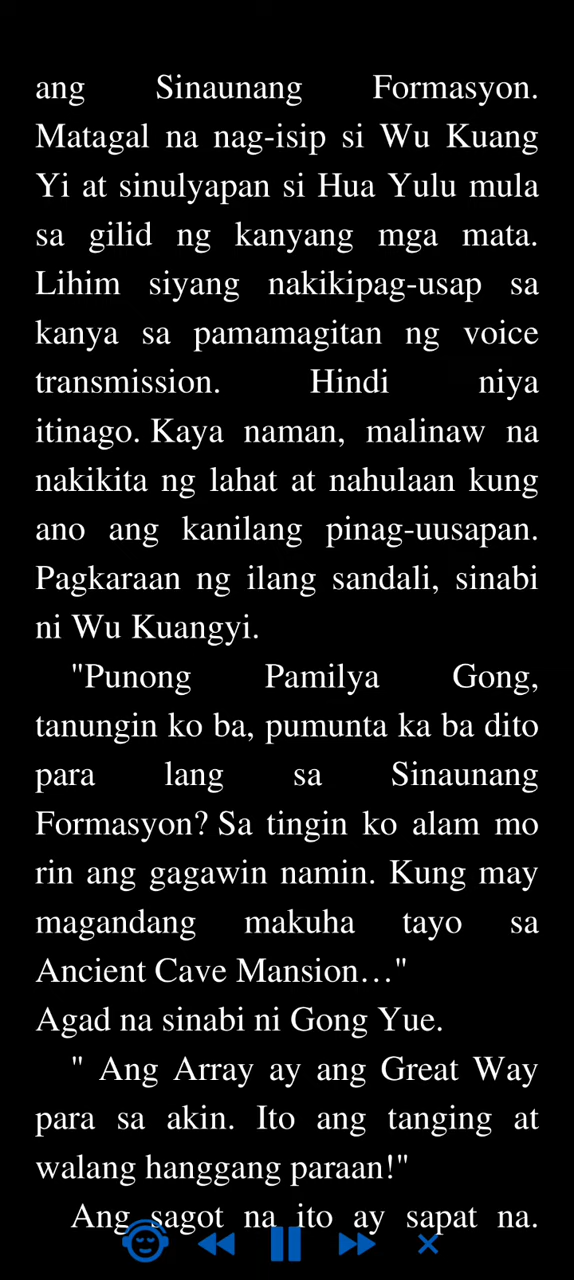 ang Sinaunang Formasyon.
Matagal na nag-isip si Wu Kuang
Yi at sinulyapan si Hua Yulu mula
sa gilid ng kanyang mga mata.
Lihim siyang nakikipag-usap sa
kanya sa pamamagitan ng voice
transmission. Hindi niya
itinago. Kaya naman, malinaw na
nakikita ng lahat at nahulaan kung
ano ang kanilang pinag-uusapan.
Pagkaraan ng ilang sandali, sinabi
ni Wu Kuangyi.
"Punong Pamilya Gong,
tanungin ko ba, pumunta ka ba dito
para lang sa Sinaunang
Formasyon? Sa tingin ko alam mo
rin ang gagawin namin. Kung may
magandang makuha tayo sa
Ancient Cave Mansion…"
Agad na sinabi ni Gong Yue.
" Ang Array ay ang Great Way
para sa akin. Ito ang tanging at
walang hanggang paraan!"
Ang sagot na ito ay sapat na.